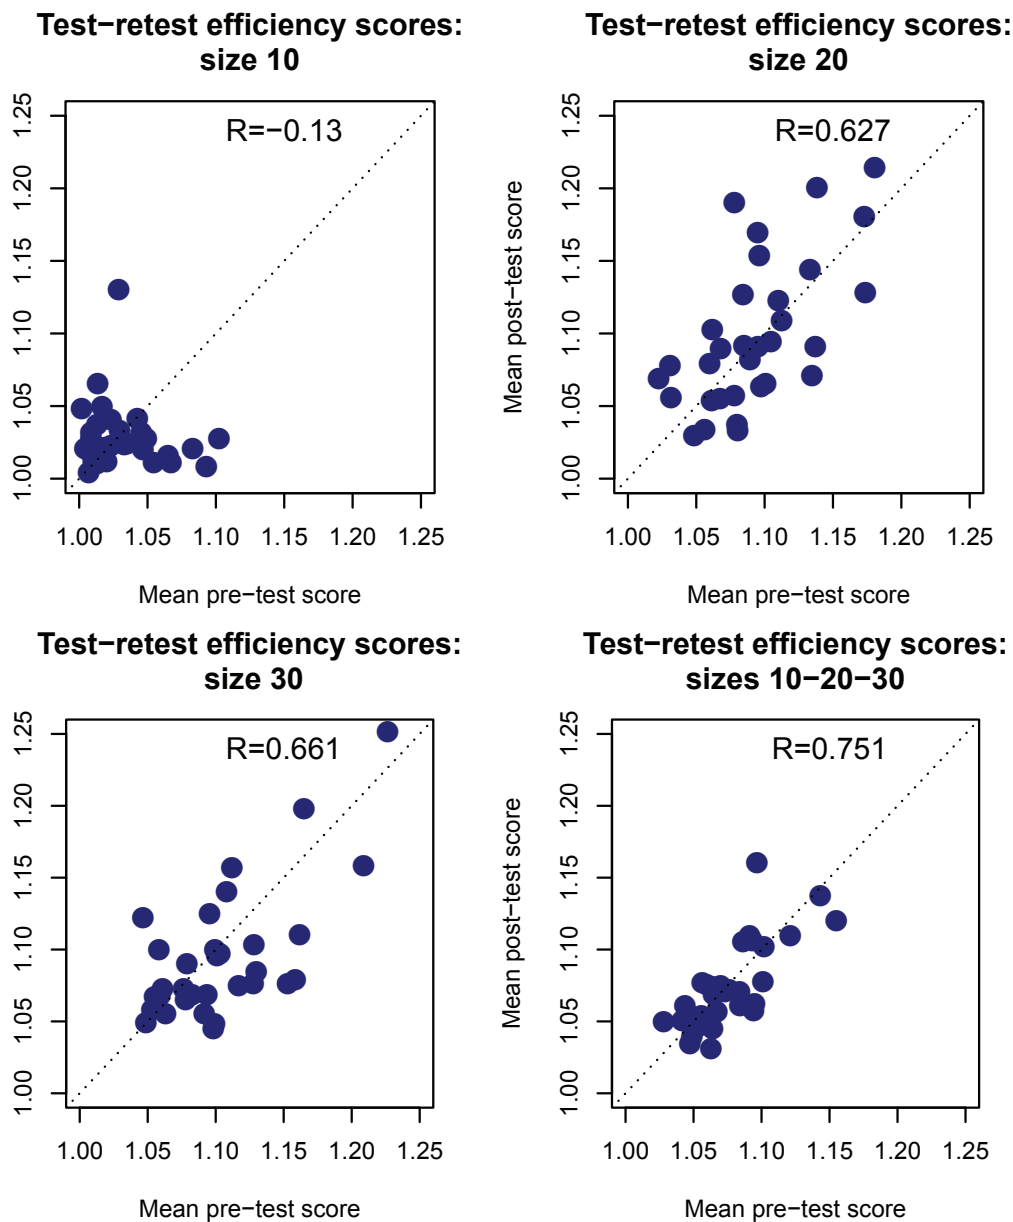 Test−retest efficiency scores:
size 10
R=−0.13
1.00 1.05 1.10 1.15 1.20 1.25
1.00 1.05 1.10 1.15 1.20 1.25
Mean pre−test score
Test−retest efficiency scores:
size 20
R=0.627
Mean post−test score
1.00 1.05 1.10 1.15 1.20 1.25
1.00 1.05 1.10 1.15 1.20 1.25
Mean pre−test score
Test−retest efficiency scores:
size 30
R=0.661
1.00 1.05 1.10 1.15 1.20 1.25
1.00 1.05 1.10 1.15 1.20 1.25
Mean pre−test score
Test−retest efficiency scores:
sizes 10−20−30
R=0.751
Mean post−test score
1.00 1.05 1.10 1.15 1.20 1.25
1.00 1.05 1.10 1.15 1.20 1.25
Mean pre−test score